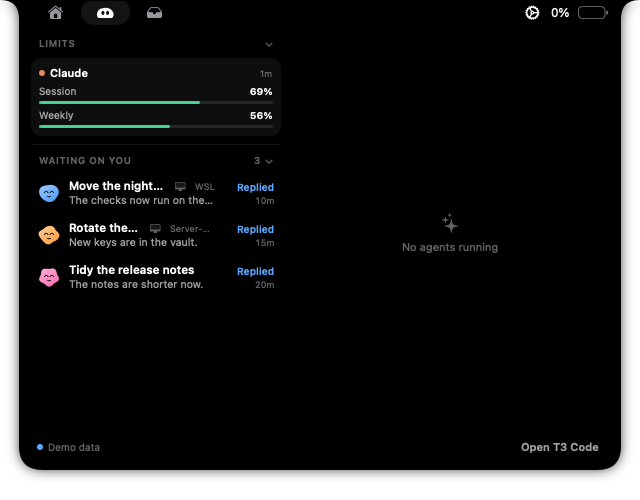 0%
LIMITS
Claude 1m
Session 69%
Weekly 56%
WAITING ON YOU 3
Move the night... WSL Replied
The checks now run on the... 10m
Rotate the... Server-... Replied
New keys are in the vault. 15m
Tidy the release notes Replied
The notes are shorter now. 20m
No agents running
Demo data
Open T3 Code